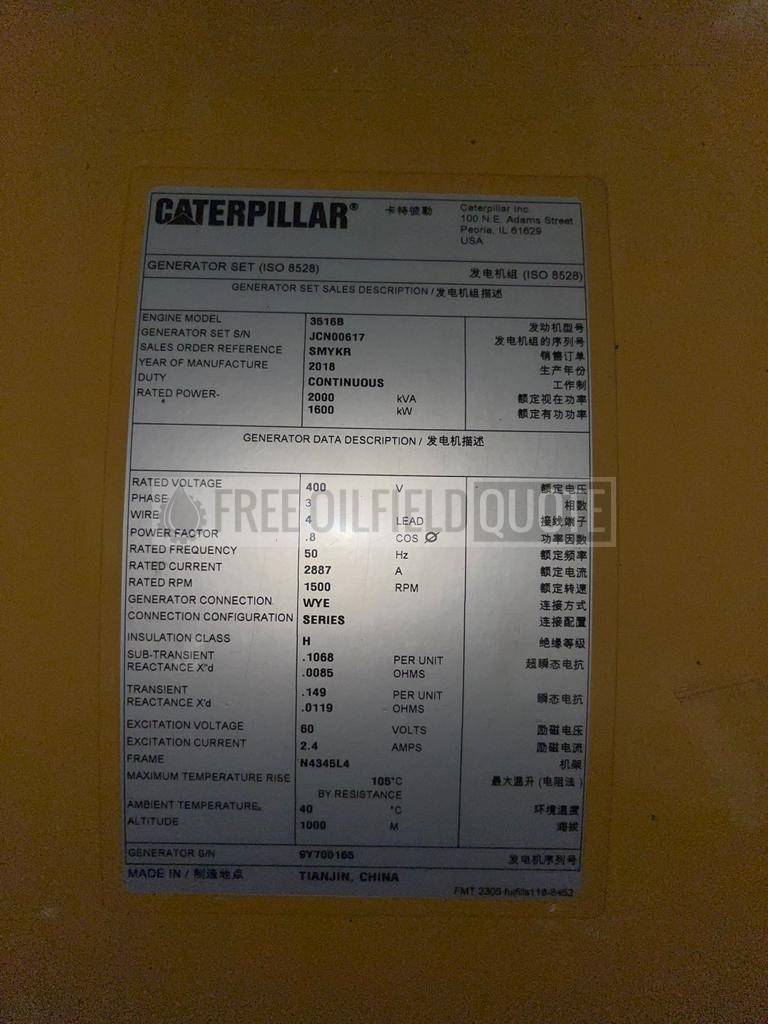 CATERPILLAR® 卡特彼勒 Caterpillar Inc.
100 N.E. Adams Street
Peoria, IL 61629
USA
GENERATOR SET (ISO 8528) 发电机组 (ISO 8528)
GENERATOR SET SALES DESCRIPTION / 发电机组描述
ENGINE MODEL 3516B 发动机型号
GENERATOR SET S/N JCN00617 发电机组的序列号
SALES ORDER REFERENCE SMYKR 销售订单
YEAR OF MANUFACTURE 2018 生产年份
DUTY CONTINUOUS 工作制
RATED POWER- 2000 kVA 额定视在功率
1600 kW 额定有功功率
GENERATOR DATA DESCRIPTION / 发电机描述
RATED VOLTAGE 400 V 额定电压
PHASE 3 相数
WIRE 4 LEAD 接线端子
FREEOILFIELDQUOTE
POWER FACTOR .8 COS Ø 功率因数
RATED FREQUENCY 50 Hz 额定频率
RATED CURRENT 2887 A 额定电流
RATED RPM 1500 RPM 额定转速
GENERATOR CONNECTION WYE 连接方式
CONNECTION CONFIGURATION SERIES 连接配置
INSULATION CLASS H 绝缘等级
SUB-TRANSIENT .1068 PER UNIT 超瞬态电抗
REACTANCE X"d .0085 OHMS
TRANSIENT .149 PER UNIT 瞬态电抗
REACTANCE X'd .0119 OHMS
EXCITATION VOLTAGE 60 VOLTS 励磁电压
EXCITATION CURRENT 2.4 AMPS 励磁电流
FRAME N4345L4 机架
MAXIMUM TEMPERATURE RISE 105°C 最大温升 (电阻法)
BY RESISTANCE
AMBIENT TEMPERATURE 40 °C 环境温度
ALTITUDE 1000 M 海拔
GENERATOR S/N 9Y700165 发电机序列号
MADE IN / 制造地点 TIANJIN, CHINA
FMT 2305